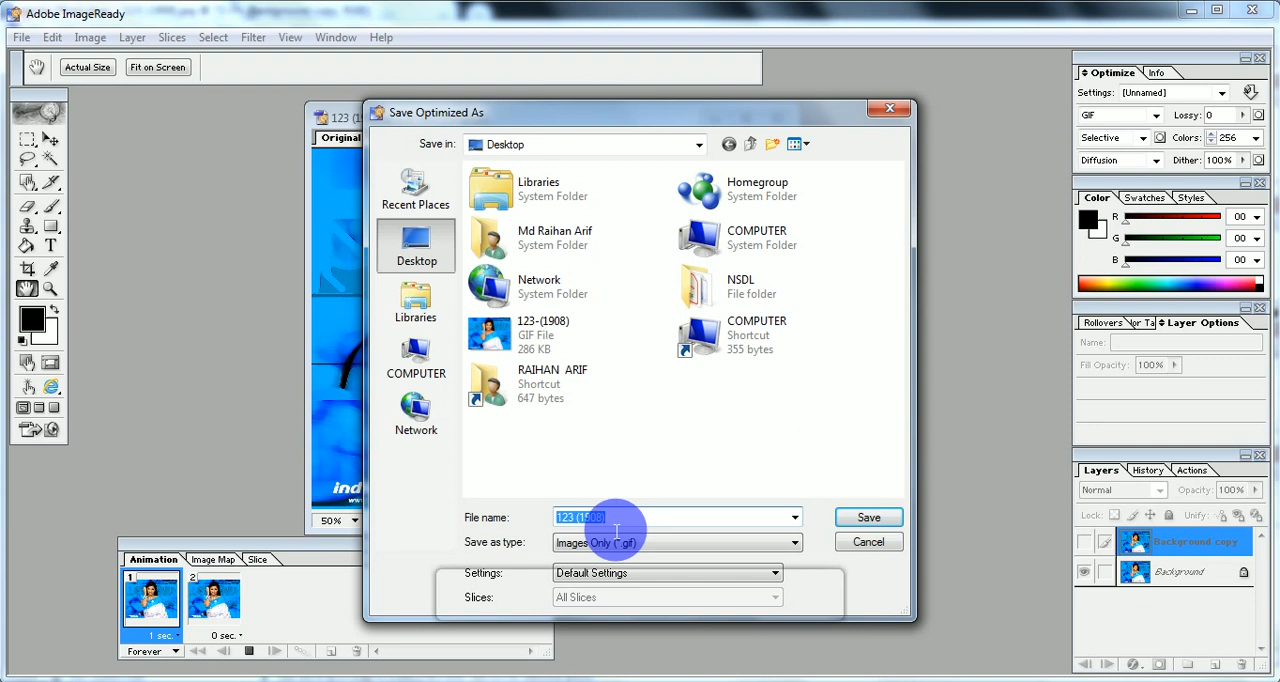 Adobe ImageReady
File Edit Image Layer Slices Select Filter View Window Help
Actual Size Fit on Screen
123 (1
Original
Save Optimized As
Save in: Desktop
Recent Places
Desktop
Libraries
COMPUTER
Network
Libraries
System Folder
Homegroup
System Folder
Md Raihan Arif
System Folder
COMPUTER
System Folder
Network
System Folder
NSDL
File folder
123-(1908)
GIF File
286 KB
COMPUTER
Shortcut
355 bytes
RAIHAN ARIF
Shortcut
647 bytes
File name: 123 (1908) Save
Save as type: Images Only (*.gif) Cancel
Settings: Default Settings
Slices: All Slices
50%
Animation Image Map Slice
1 2
1 sec. 0 sec.
Forever
Optimize Info
Settings: [Unnamed]
GIF Lossy: 0
Selective Colors: 256
Diffusion Dither: 100%
Color Swatches Styles
R 00
G 00
B 00
Rollovers Layer Options
Name:
Fill Opacity: 100%
Layers History Actions
Normal Opacity: 100%
Lock: Unify:
Background copy
Background